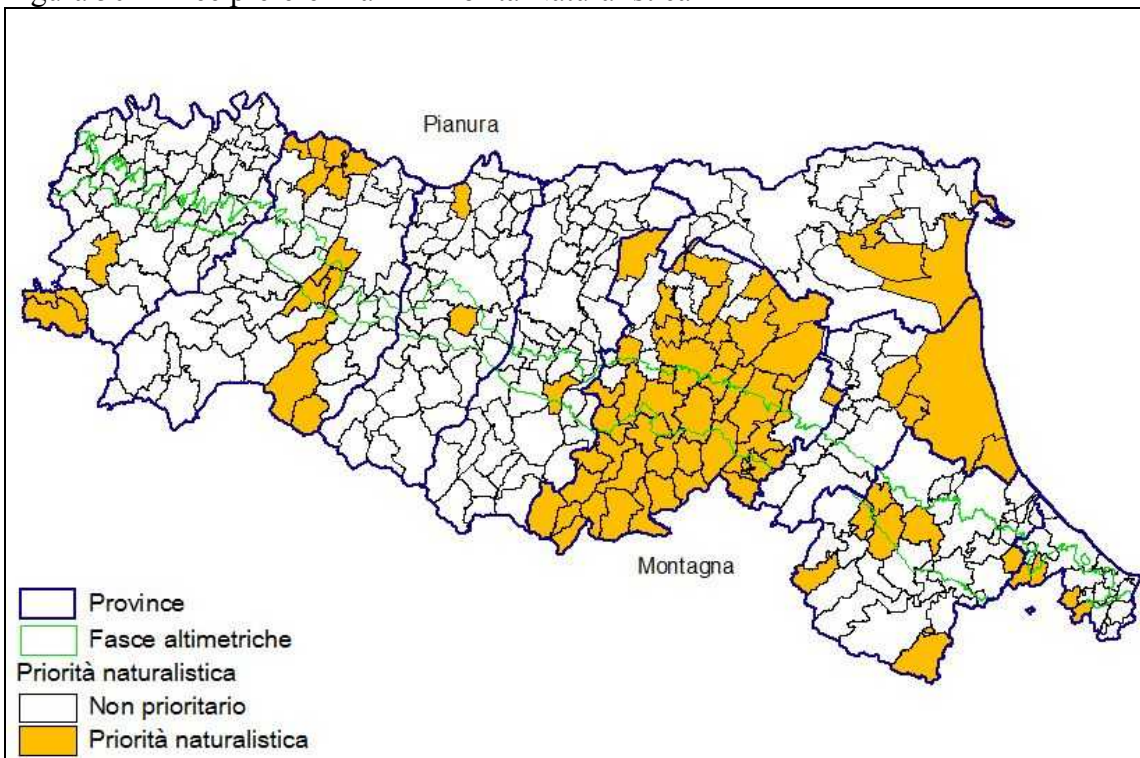 Pianura
Montagna
Province
Fasce altimetriche
Priorità naturalistica
Non prioritario
Priorità naturalistica